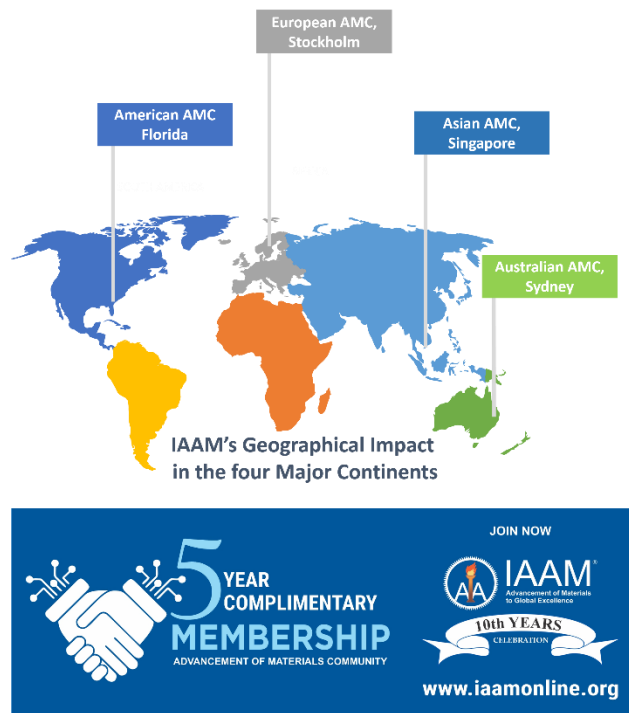 European AMC,
Stockholm
American AMC
Florida
Asian AMC,
Singapore
Australian AMC,
Sydney
IAAM's Geographical Impact
in the four Major Continents
5 YEAR
COMPLIMENTARY
MEMBERSHIP
ADVANCEMENT OF MATERIALS COMMUNITY
JOIN NOW
IAAM®
Advancement of Materials
to Global Excellence
10th YEARS
CELEBRATION
www.iaamonline.org